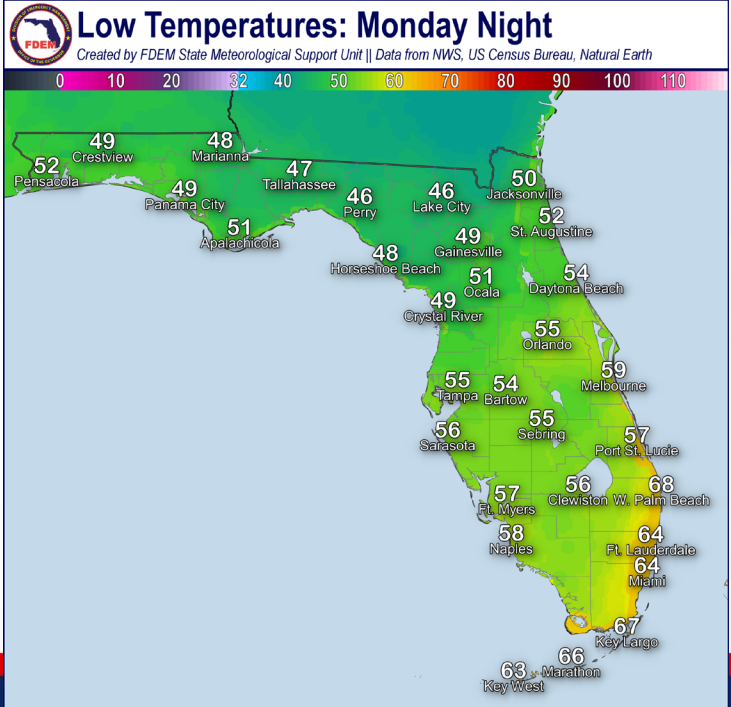 Low Temperatures: Monday Night
Created by FDEM State Meteorological Support Unit || Data from NWS, US Census Bureau, Natural Earth
FDEM
0 10 20 32 40 50 60 70 80 90 100 110
49
Crestview
48
Marianna
52
Pensacola
47
Tallahassee
50
Jacksonville
49
Panama City
46
Perry
46
Lake City
51
Apalachicola
52
St. Augustine
49
Gainesville
48
Horseshoe Beach
51
Ocala
54
Daytona Beach
49
Crystal River
55
Orlando
59
Melbourne
55
Tampa
54
Bartow
55
Sebring
56
Sarasota
57
Port St. Lucie
57
Ft. Myers
56
Clewiston
68
W. Palm Beach
58
Naples
64
Ft. Lauderdale
64
Miami
67
Key Largo
66
Marathon
63
Key West